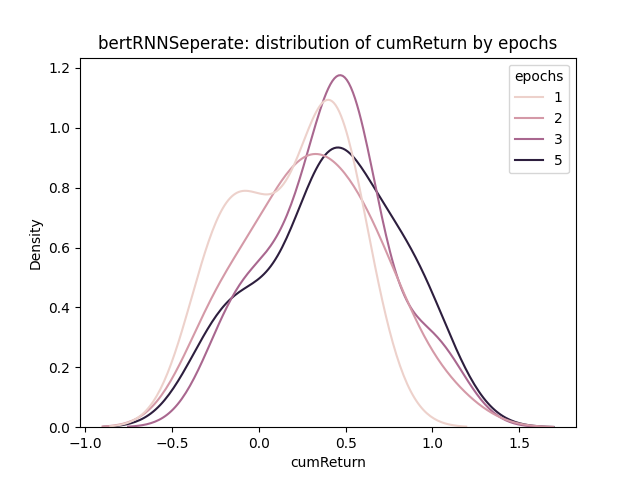 bertRNNSeperate: distribution of cumReturn by epochs
epochs
1
2
3
5
Density
1.2
1.0
0.8
0.6
0.4
0.2
0.0
−1.0 −0.5 0.0 0.5 1.0 1.5
cumReturn